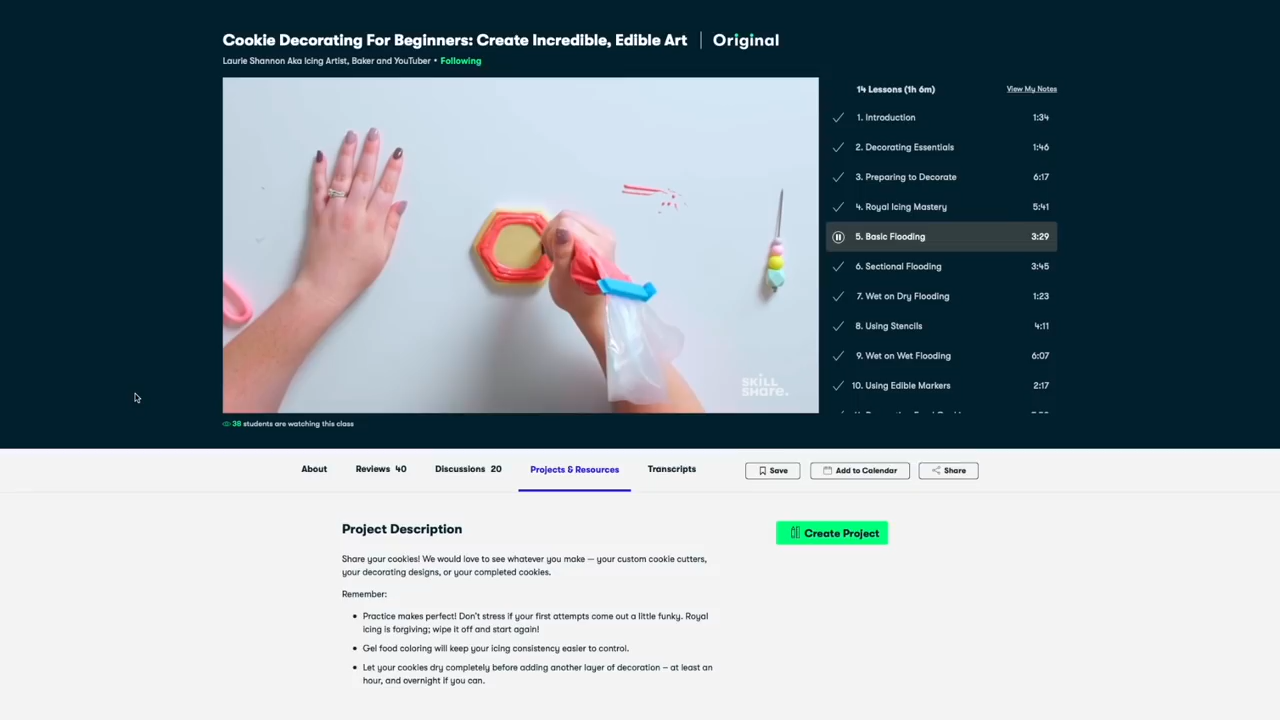 Cookie Decorating For Beginners: Create Incredible, Edible Art | Original
Laurie Shannon Aka Icing Artist, Baker and YouTuber • Following
14 Lessons (1h 6m) View My Notes
1. Introduction 1:34
2. Decorating Essentials 1:46
3. Preparing to Decorate 6:17
4. Royal Icing Mastery 5:41
5. Basic Flooding 3:29
6. Sectional Flooding 3:45
7. Wet on Dry Flooding 1:23
8. Using Stencils 4:11
9. Wet on Wet Flooding 6:07
10. Using Edible Markers 2:17
SKILL
SHARE.
38 students are watching this class
About Reviews 40 Discussions 20 Projects & Resources Transcripts Save Add to Calendar Share
Project Description
Create Project
Share your cookies! We would love to see whatever you make — your custom cookie cutters,
your decorating designs, or your completed cookies.
Remember:
• Practice makes perfect! Don't stress if your first attempts come out a little funky. Royal
icing is forgiving; wipe it off and start again!
• Gel food coloring will keep your icing consistency easier to control.
• Let your cookies dry completely before adding another layer of decoration – at least an
hour, and overnight if you can.